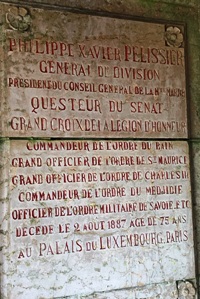 PHILIPPE XAVIER PELISSIER
GENERAL DE DIVISION
PRESIDENT DU CONSEIL GENERAL DE LA HTE MARNE
QUESTEUR DU SENAT
GRAND CROIX DE LA LEGION D'HONNEUR
COMMANDEUR DE L'ORDRE DU BAIN
GRAND OFFICIER DE L'ORDRE DE ST MAURICE
GRAND OFFICIER DE L'ORDRE DE CHARLES III
COMMANDEUR DE L'ORDRE DU MEDJIDIE
OFFICIER DE L'ORDRE MILITAIRE DE SAVOIE, ETC
DÉCÉDÉ LE 2 AOUT 1887 AGÉ DE 75 ANS
AU PALAIS DU LUXEMBOURG, PARIS